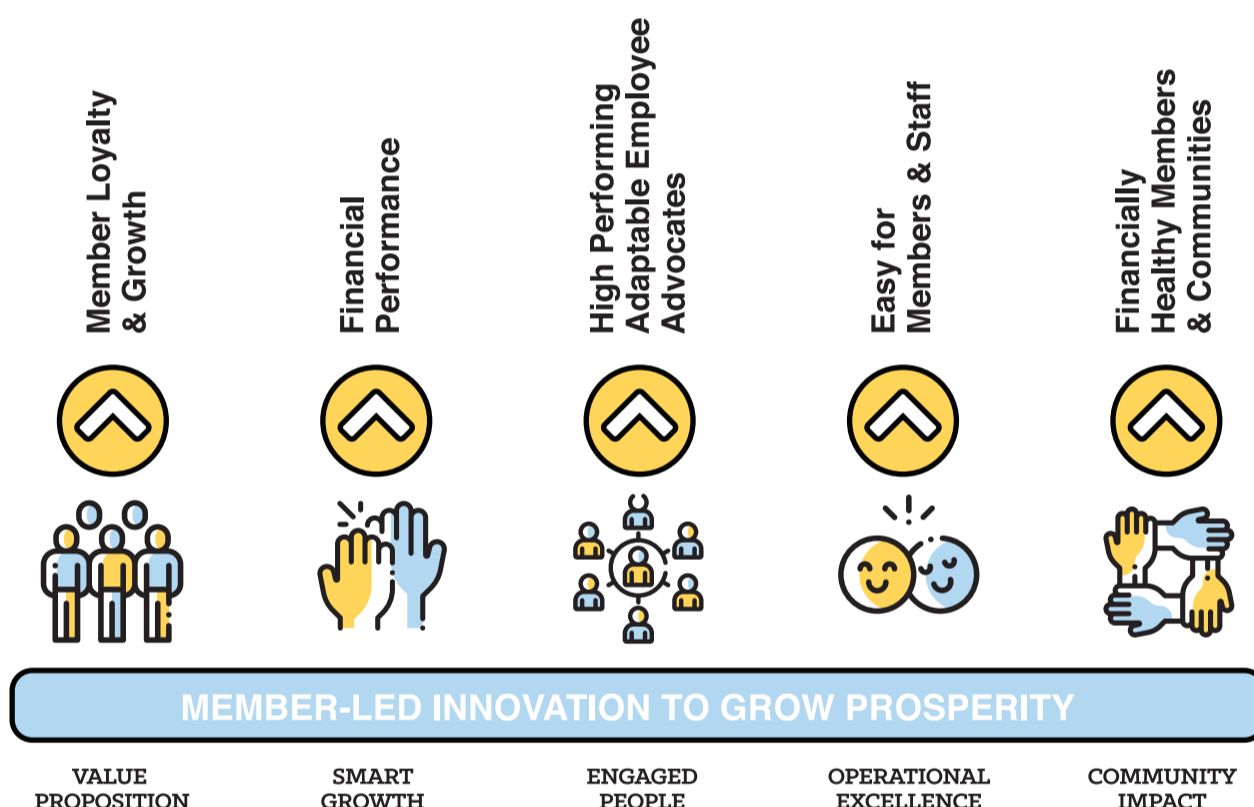 Member Loyalty
& Growth
Financial
Performance
High Performing
Adaptable Employee
Advocates
Easy for
Members & Staff
Financially
Healthy Members
& Communities
MEMBER-LED INNOVATION TO GROW PROSPERITY
VALUE
PROPOSITION
SMART
GROWTH
ENGAGED
PEOPLE
OPERATIONAL
EXCELLENCE
COMMUNITY
IMPACT